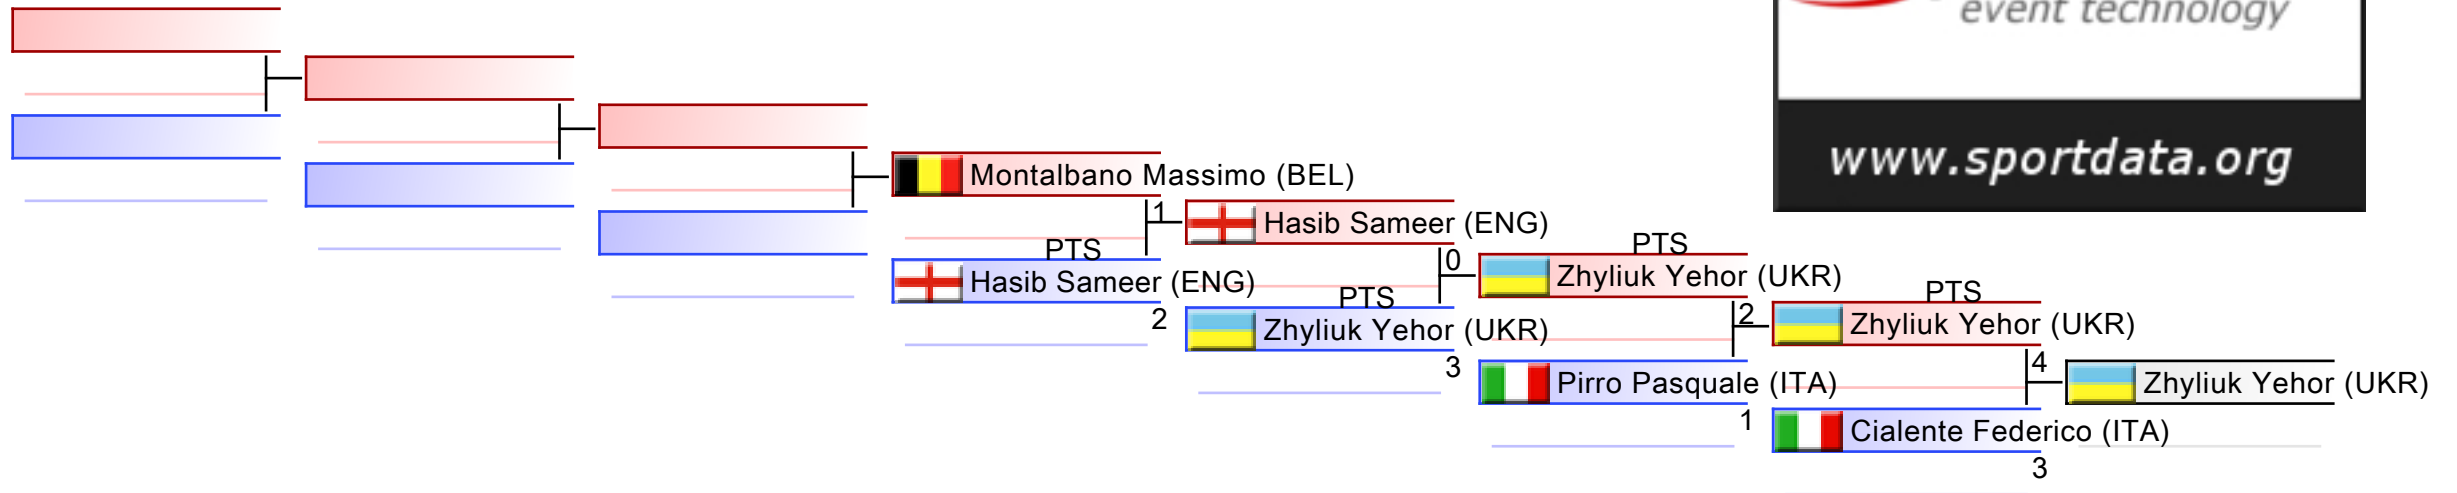 event technology
www.sportdata.org
Montalbano Massimo (BEL)
1
Hasib Sameer (ENG)
PTS
Hasib Sameer (ENG)
2
0
PTS
Zhyliuk Yehor (UKR)
3
PTS
Zhyliuk Yehor (UKR)
2
Pirro Pasquale (ITA)
1
PTS
Zhyliuk Yehor (UKR)
4
Cialente Federico (ITA)
3
Zhyliuk Yehor (UKR)